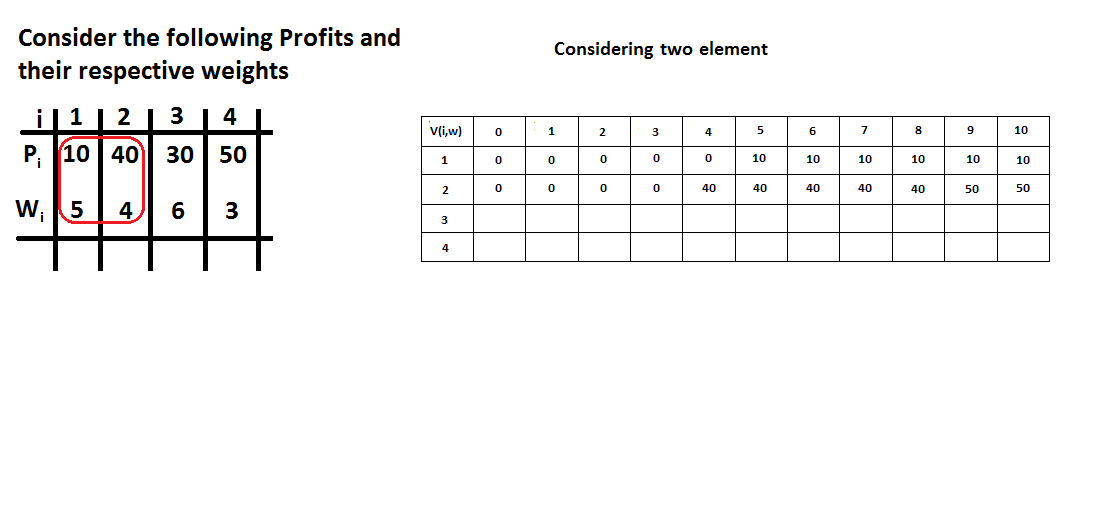 Consider the following Profits and
their respective weights
i 1 2 3 4
Pi 10 40 30 50
Wi 5 4 6 3
Considering two element
V(i,w) 0 1 2 3 4 5 6 7 8 9 10
1 0 0 0 0 0 10 10 10 10 10 10
2 0 0 0 0 40 40 40 40 40 50 50
3
4